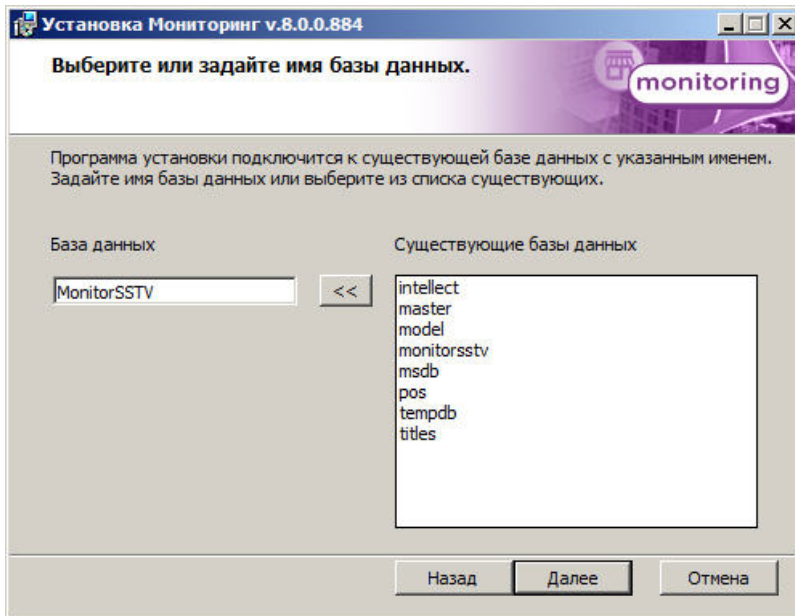 Установка Мониторинг v.8.0.0.884
Выберите или задайте имя базы данных.
monitoring
Программа установки подключится к существующей базе данных с указанным именем.
Задайте имя базы данных или выберите из списка существующих.
База данных
Существующие базы данных
MonitorSSTV
<<
intellect
master
model
monitorsstv
msdb
pos
tempdb
titles
Назад
Далее
Отмена